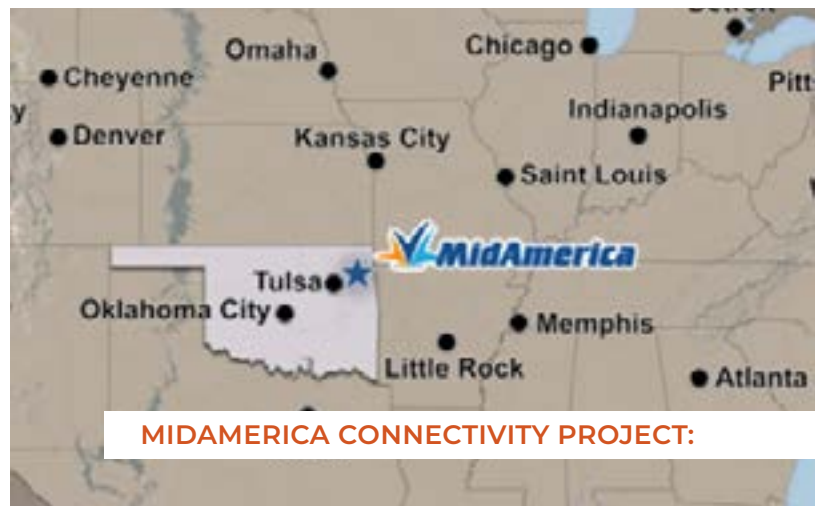 Omaha
Chicago
Cheyenne
Pitt
Indianapolis
y
Denver
Kansas City
Saint Louis
MidAmerica
Tulsa
Oklahoma City
Memphis
Little Rock
Atlanta
MIDAMERICA CONNECTIVITY PROJECT: